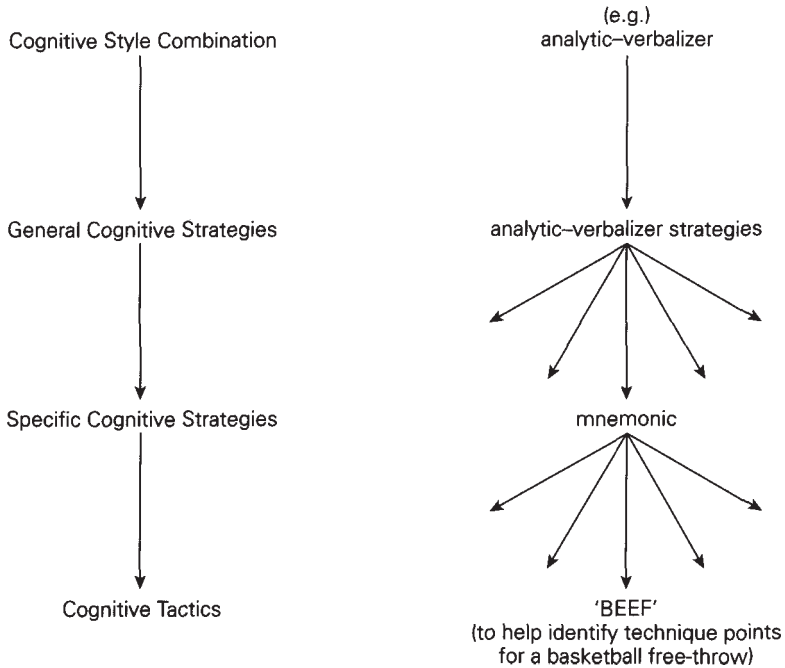 (e.g.)
Cognitive Style Combination
analytic–verbalizer
General Cognitive Strategies
analytic–verbalizer strategies
Specific Cognitive Strategies
mnemonic
Cognitive Tactics
‘BEEF’
(to help identify technique points
for a basketball free-throw)